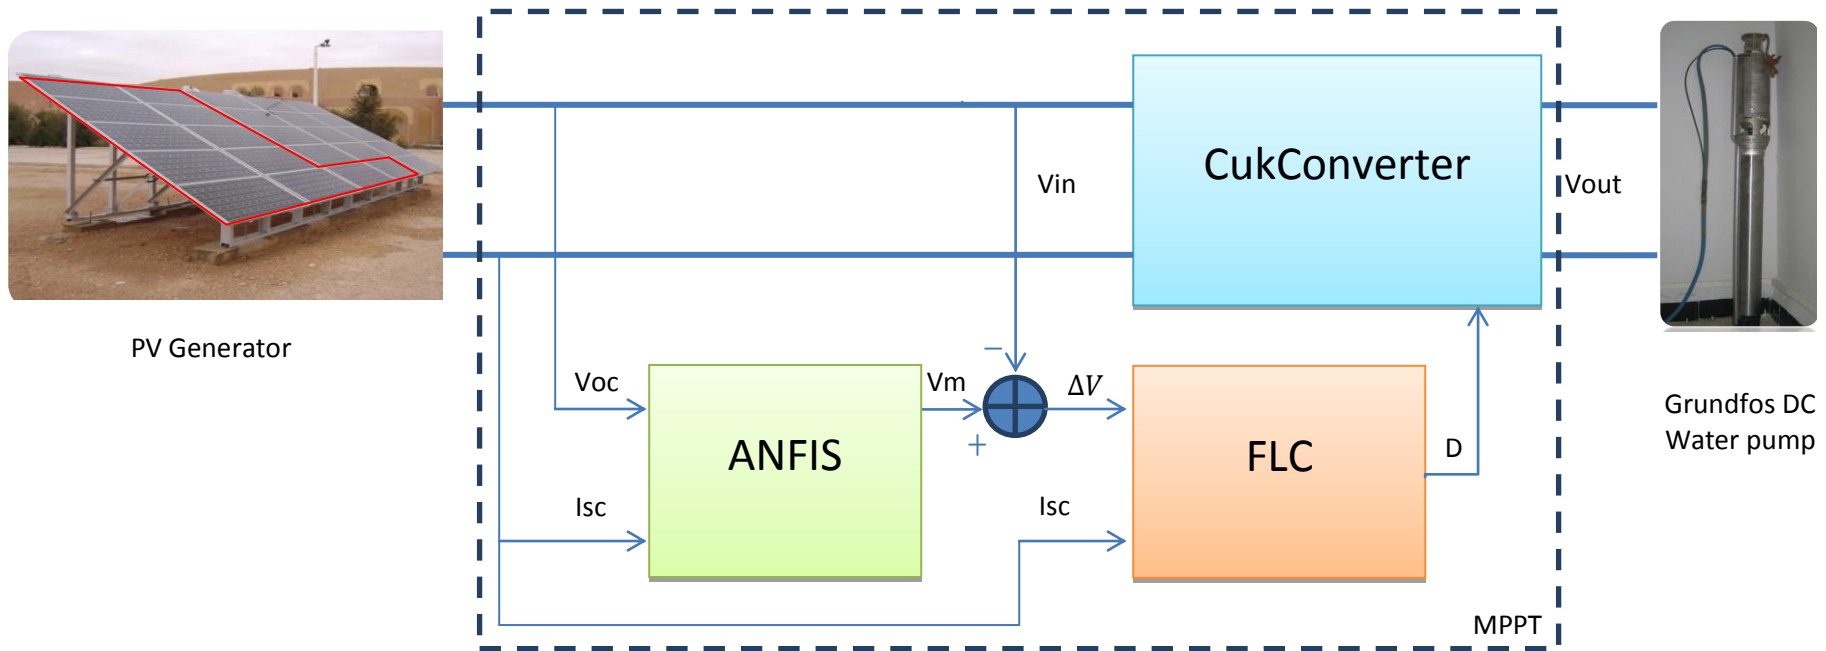 CukConverter
Vin
Vout
PV Generator
Voc
Vm
−
+
ΔV
Grundfos DC
Water pump
ANFIS
FLC
D
Isc
Isc
MPPT